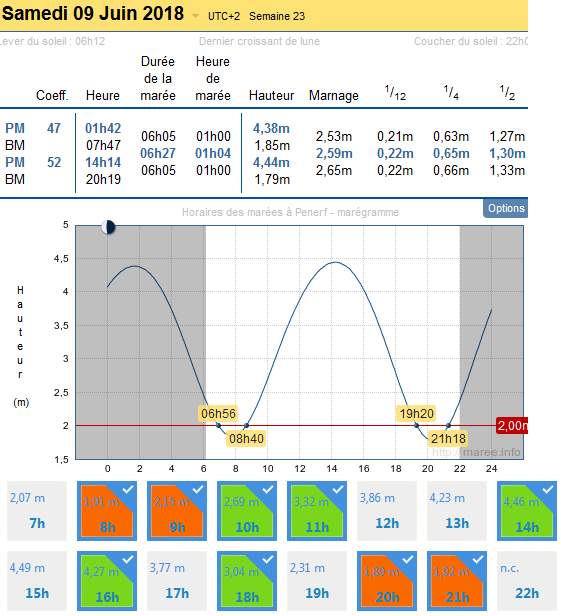 Samedi 09 Juin 2018 UTC+2 Semaine 23
ever du soleil : 06h12 Dernier croissant de lune Coucher du soleil : 22h0
Durée de la marée Heure de marée
Coeff. Heure Hauteur Marnage 1/12 1/4 1/2
PM 47 01h42 4,38m
06h05 01h00 2,53m 0,21m 0,63m 1,27m
BM 07h47 1,85m
06h27 01h04 2,59m 0,22m 0,65m 1,30m
PM 52 14h14 4,44m
06h05 01h00 2,65m 0,22m 0,66m 1,33m
BM 20h19 1,79m
Options
Horaires des marées à Penerf - marégramme
Hauteur (m)
5
4,5
4
3,5
3
2,5
2
1,5
06h56 19h20
2,00m
08h40 21h18
http://maree.info
0 2 4 6 8 10 12 14 16 18 20 22 24
2,07 m 1,91 m 2,15 m 2,69 m 3,32 m 3,86 m 4,23 m 4,46 m
7h 8h 9h 10h 11h 12h 13h 14h
4,49 m 4,27 m 3,77 m 3,04 m 2,31 m 1,89 m 1,92 m n.c.
15h 16h 17h 18h 19h 20h 21h 22h